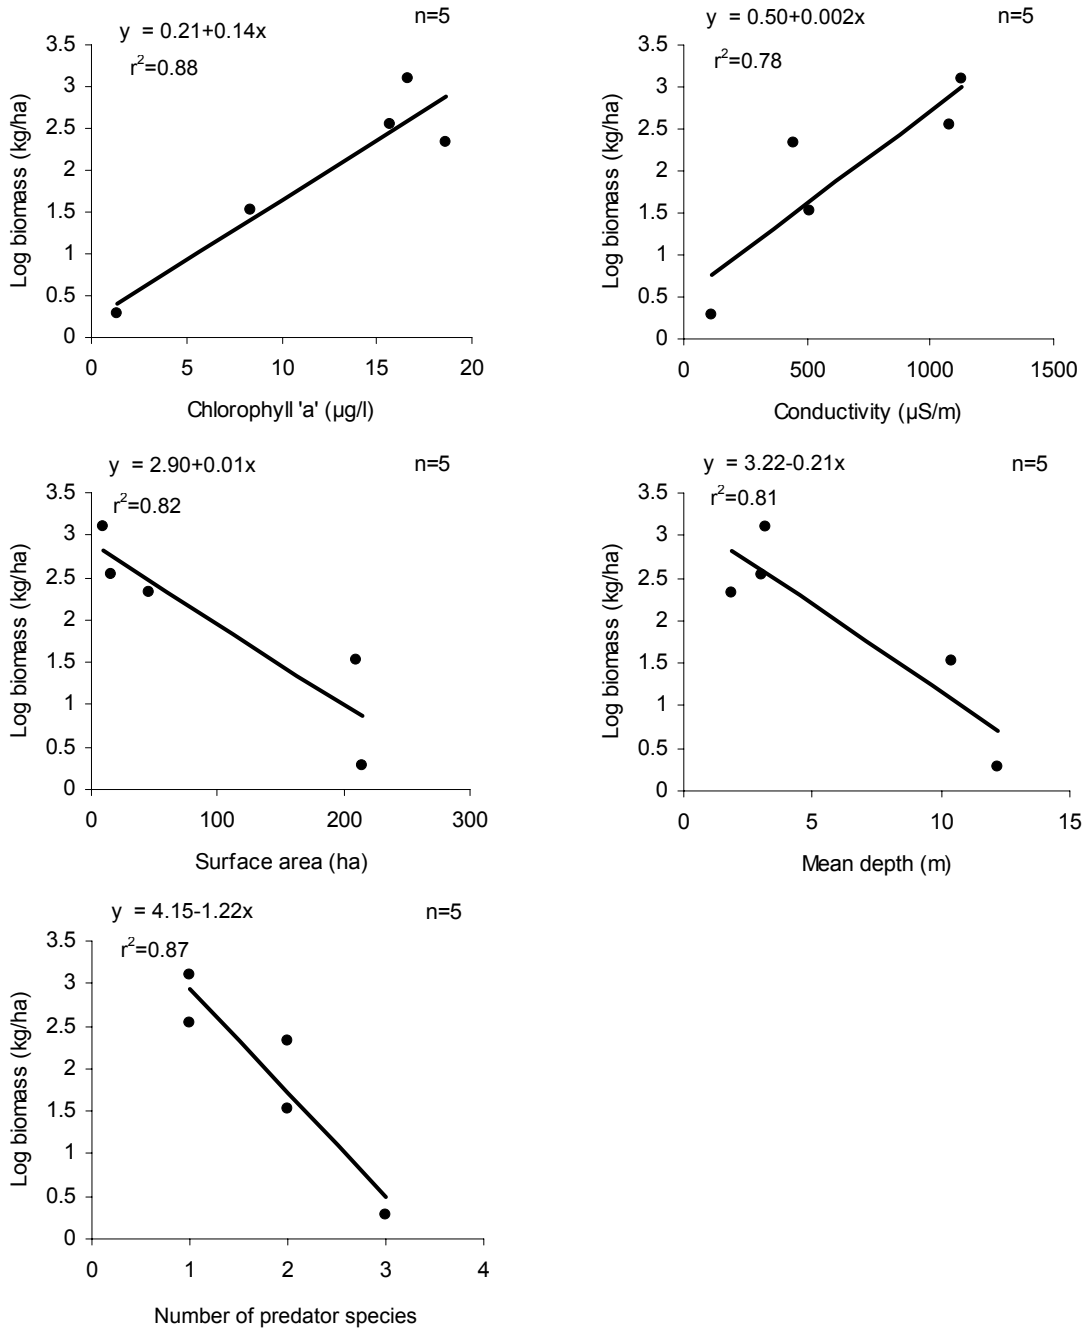 y = 0.21+0.14x n=5
r²=0.88
3.5
3
2.5
2
1.5
1
0.5
0
Log biomass (kg/ha)
0 5 10 15 20
Chlorophyll 'a' (µg/l)
y = 0.50+0.002x n=5
r²=0.78
3.5
3
2.5
2
1.5
1
0.5
0
Log biomass (kg/ha)
0 500 1000 1500
Conductivity (µS/m)
y = 2.90+0.01x n=5
r²=0.82
3.5
3
2.5
2
1.5
1
0.5
0
Log biomass (kg/ha)
0 100 200 300
Surface area (ha)
y = 3.22-0.21x n=5
r²=0.81
3.5
3
2.5
2
1.5
1
0.5
0
Log biomass (kg/ha)
0 5 10 15
Mean depth (m)
y = 4.15-1.22x n=5
r²=0.87
3.5
3
2.5
2
1.5
1
0.5
0
Log biomass (kg/ha)
0 1 2 3 4
Number of predator species